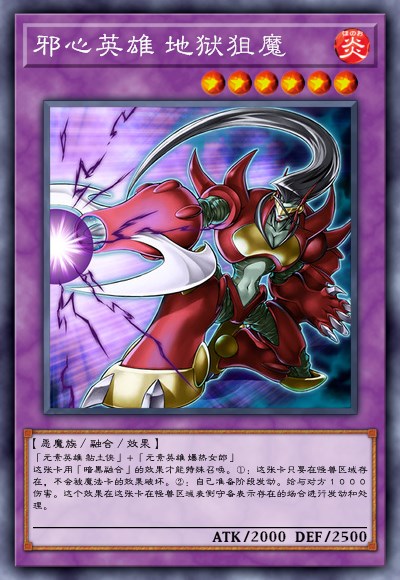 邪心英雄 地狱狙魔
ほのお
炎
【恶魔族／融合／效果】
「元素英雄 黏土侠」＋「元素英雄 爆热女郎」
这张卡用「暗黑融合」的效果才能特殊召唤。①：这张卡只要在怪兽区域存
在，不会被魔法卡的效果破坏。②：自己准备阶段发动。给与对方１０００
伤害。这个效果在这张卡在怪兽区域表侧守备表示存在的场合进行发动和处
理。
ATK/2000 DEF/2500